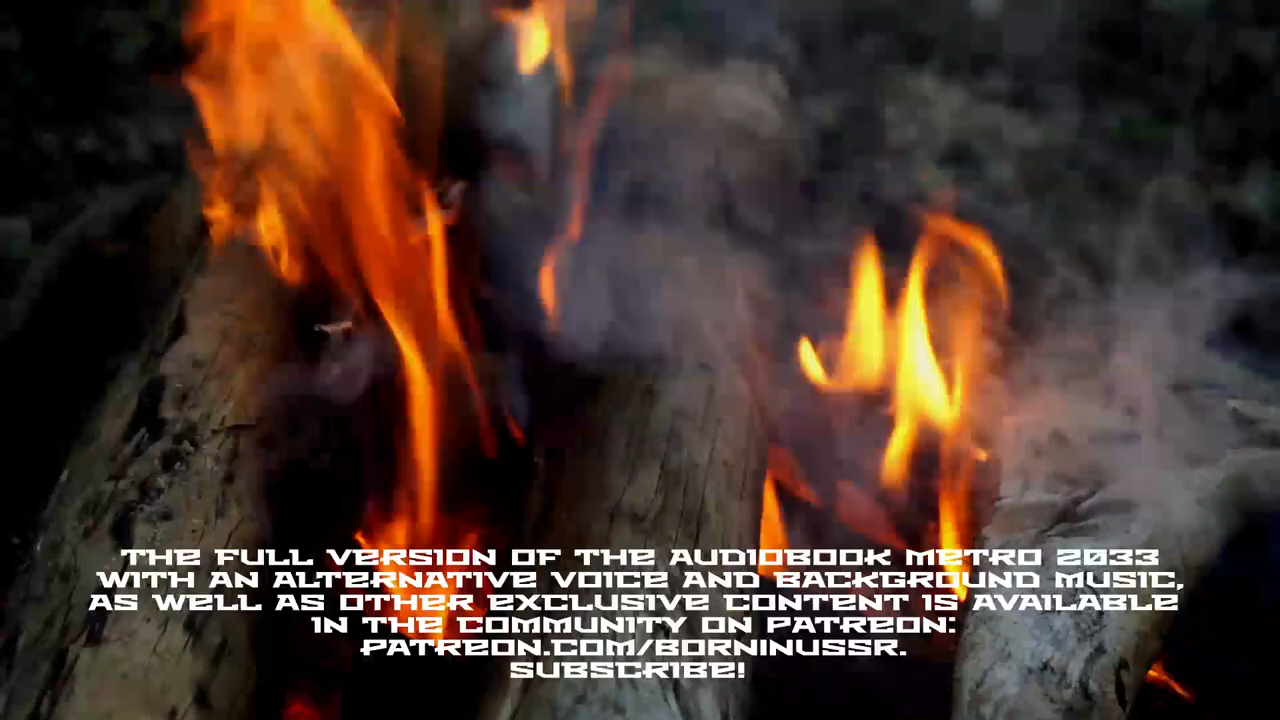 THE FULL VERSION OF THE AUDIOBOOK METRO 2033
WITH AN ALTERNATIVE VOICE AND BACKGROUND MUSIC,
AS WELL AS OTHER EXCLUSIVE CONTENT IS AVAILABLE
IN THE COMMUNITY ON PATREON:
PATREON.COM/BORNINUSSR.
SUBSCRIBE!